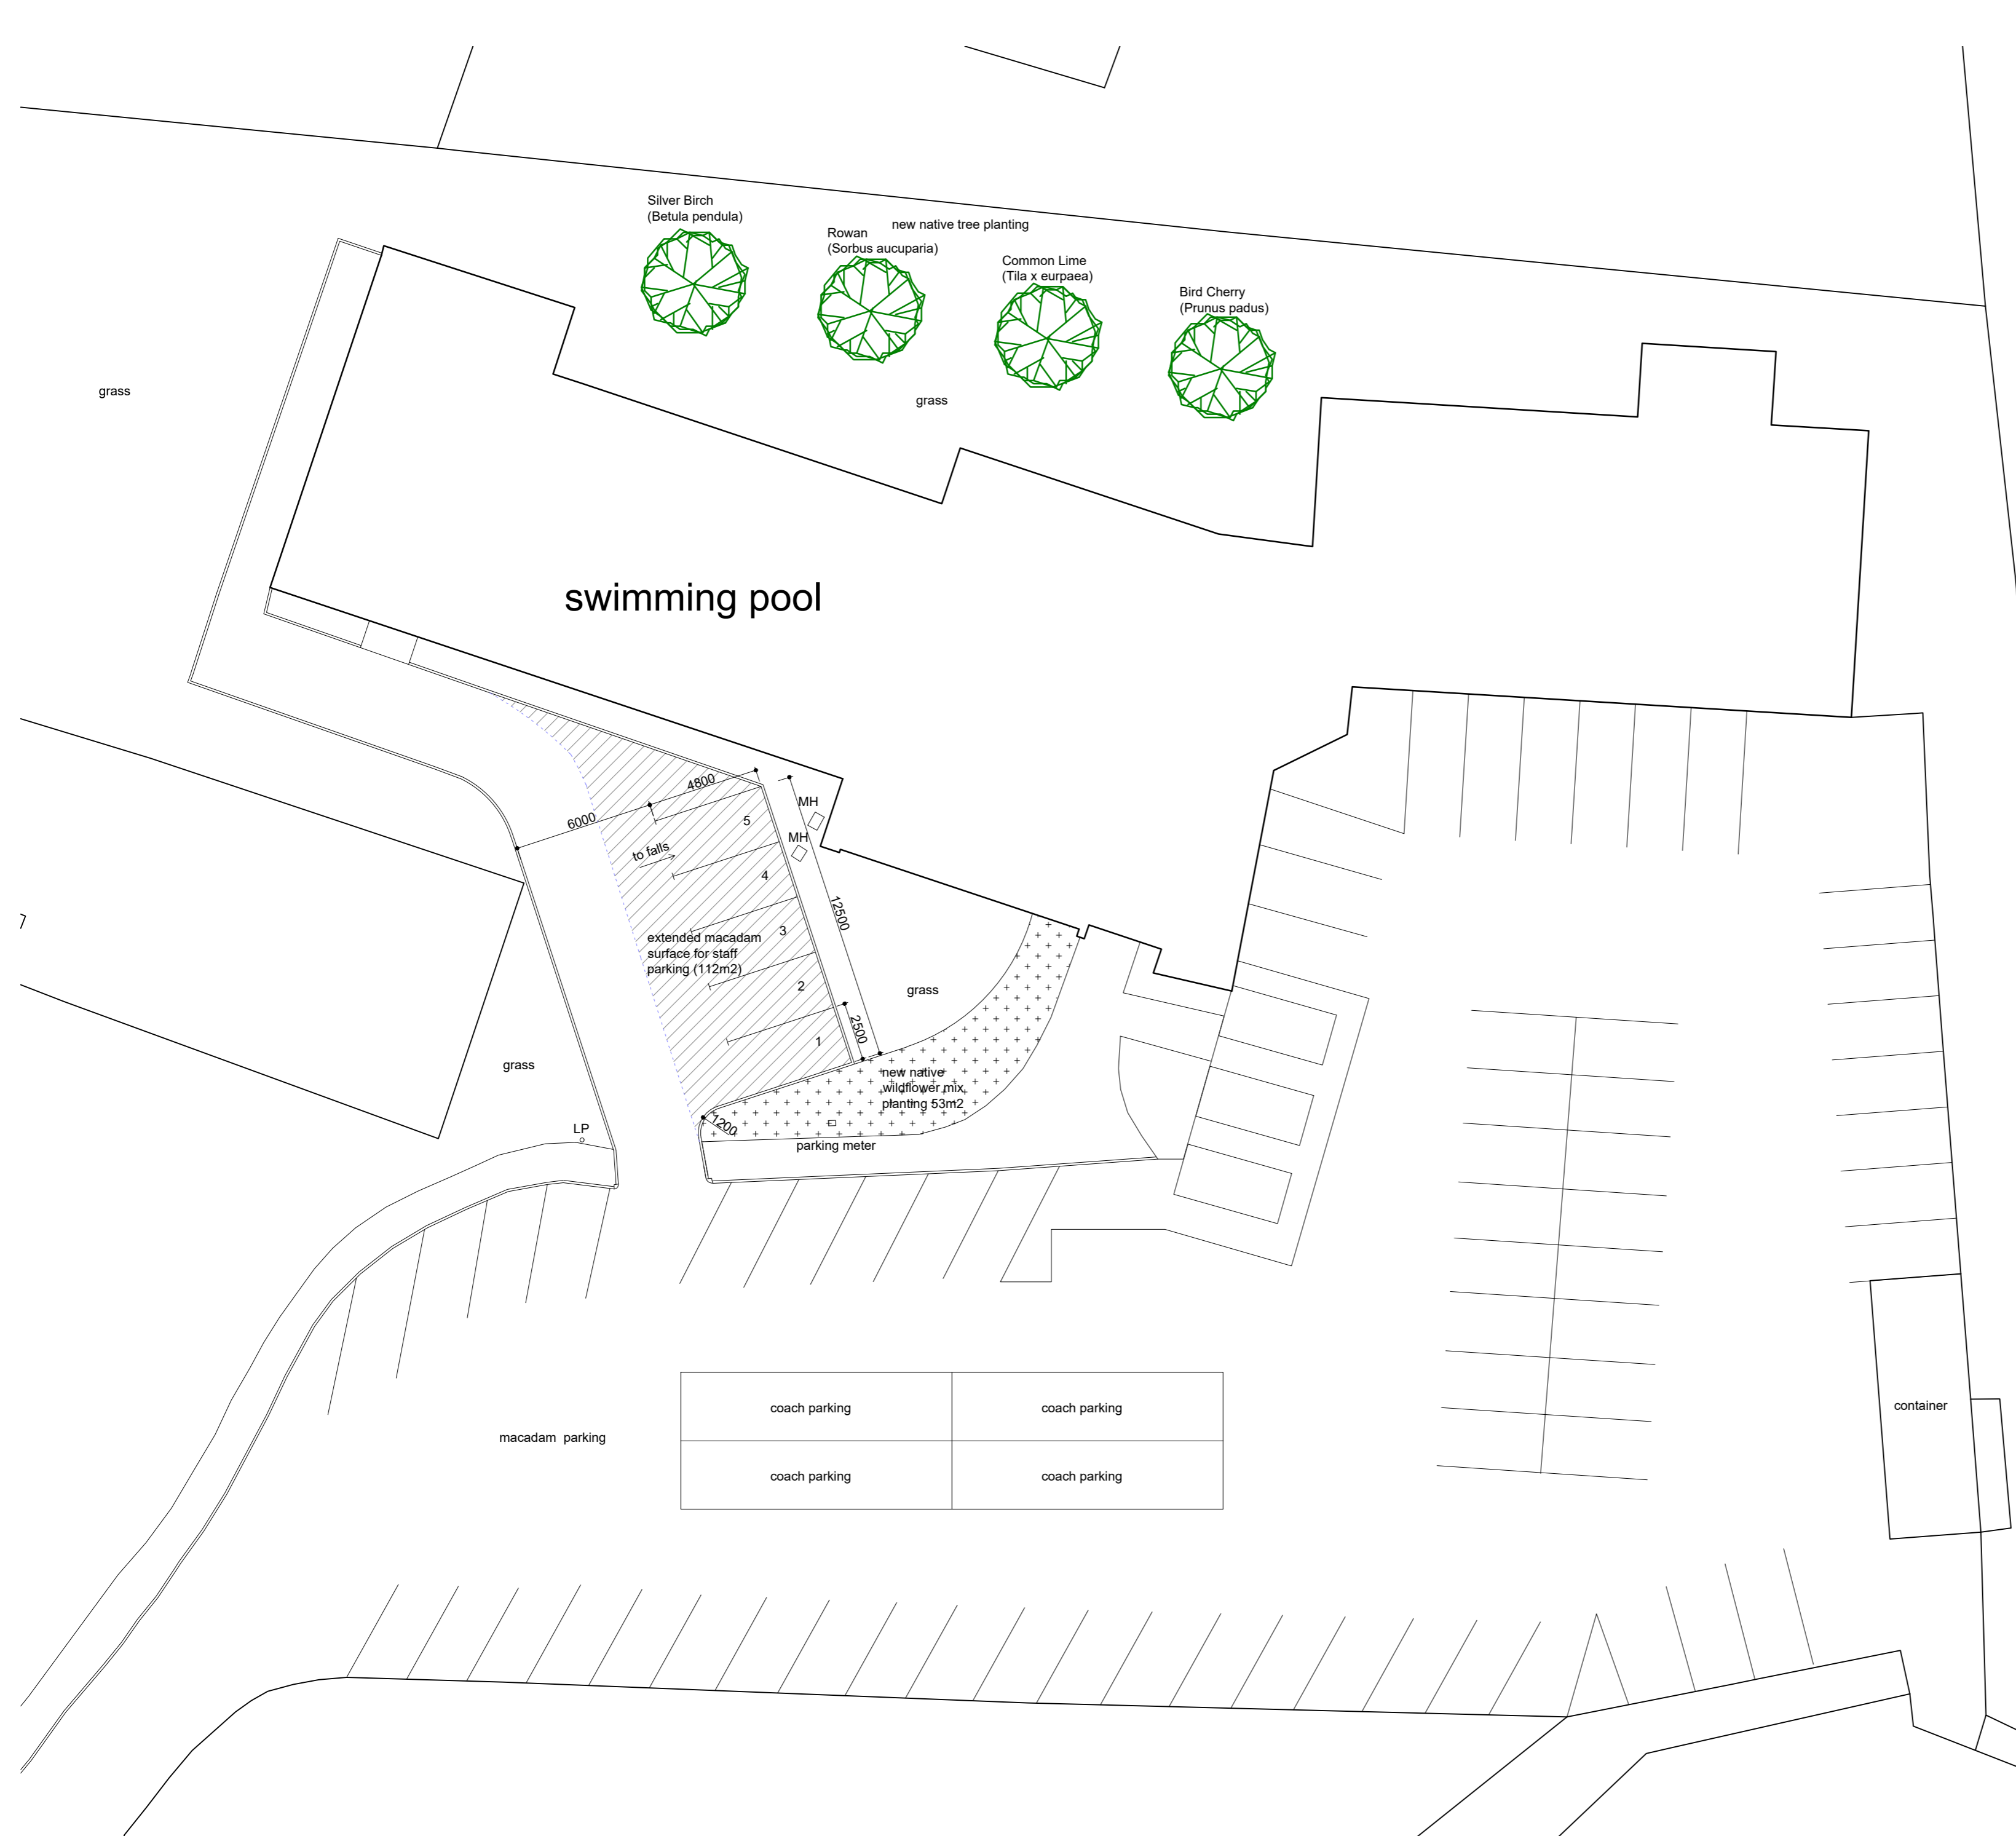 Silver Birch
(Betula pendula)
Rowan
(Sorbus aucuparia)
new native tree planting
Common Lime
(Tila x eurpaea)
Bird Cherry
(Prunus padus)
grass
grass
swimming pool
4800
6000
MH
MH
5
to falls
4
12500
3
extended macadam
surface for staff
parking (112m2)
2
grass
2500
1
grass
new native
wildflower mix
planting 53m2
1200
LP
parking meter
coach parking
coach parking
container
macadam parking
coach parking
coach parking